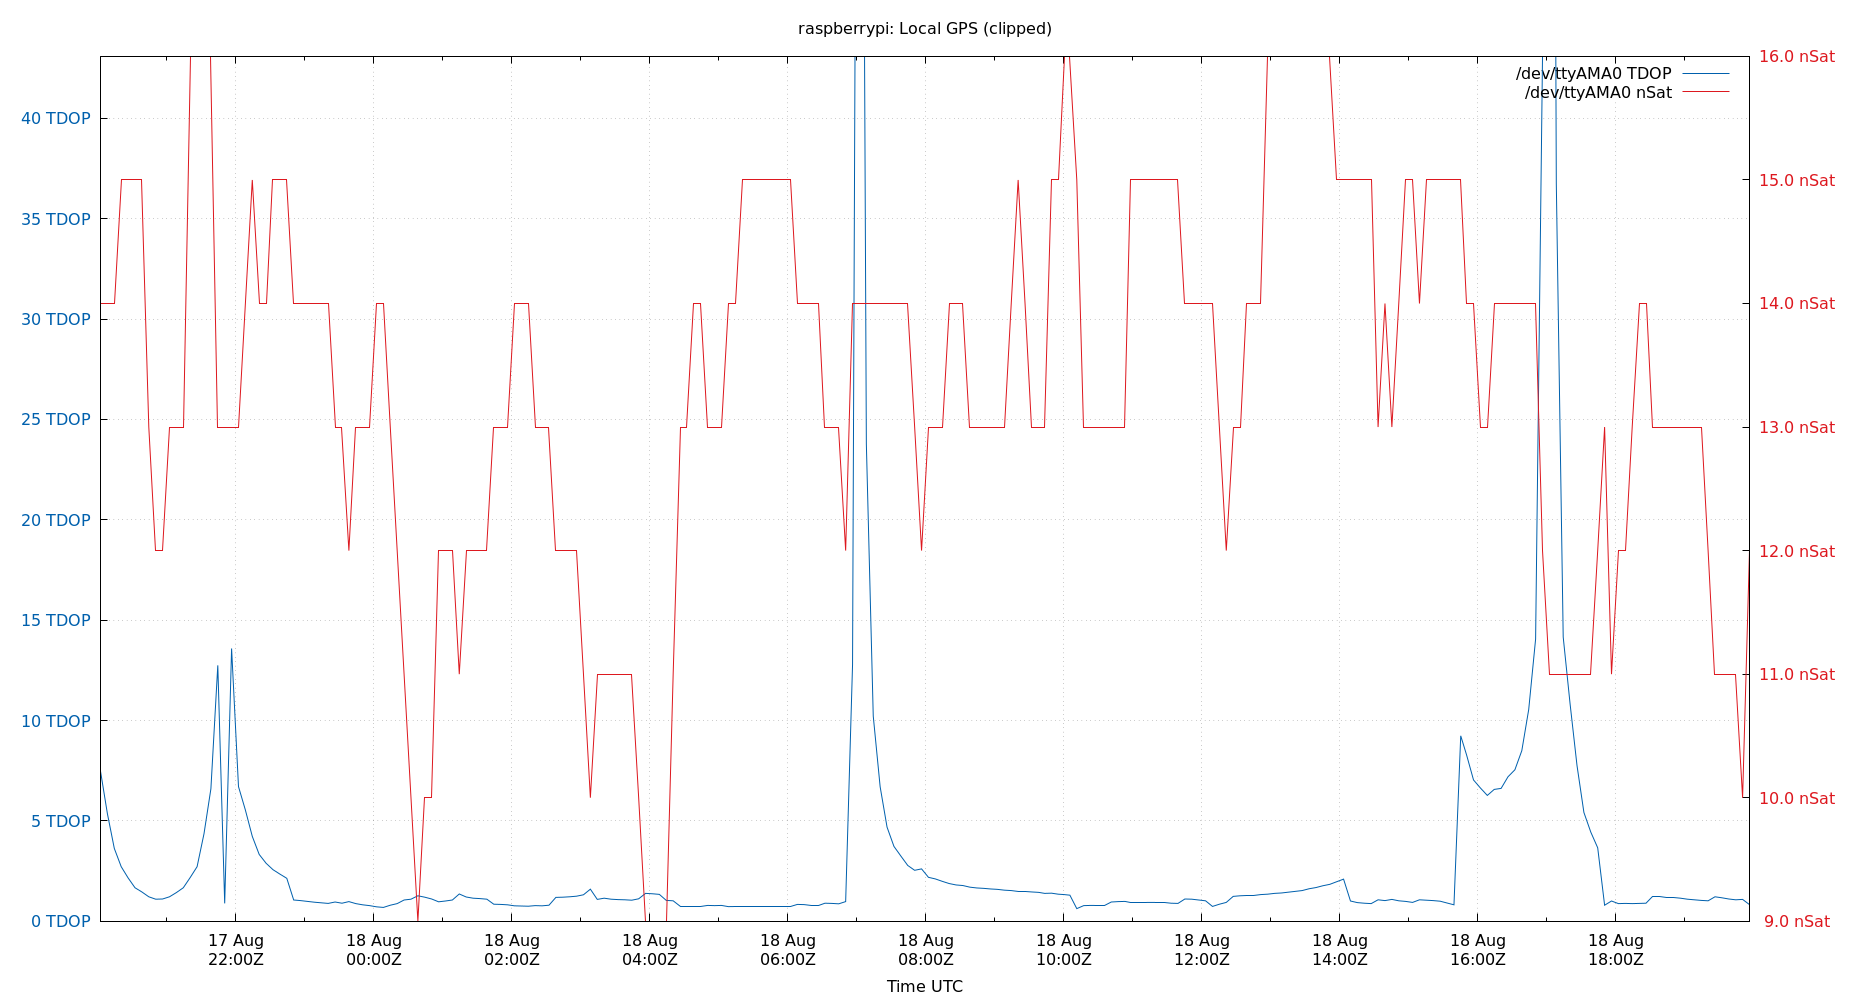 raspberrypi: Local GPS (clipped)
/dev/ttyAMA0 TDOP
/dev/ttyAMA0 nSat
40 TDOP
35 TDOP
30 TDOP
25 TDOP
20 TDOP
15 TDOP
10 TDOP
5 TDOP
0 TDOP
16.0 nSat
15.0 nSat
14.0 nSat
13.0 nSat
12.0 nSat
11.0 nSat
10.0 nSat
9.0 nSat
17 Aug
22:00Z
18 Aug
00:00Z
18 Aug
02:00Z
18 Aug
04:00Z
18 Aug
06:00Z
18 Aug
08:00Z
18 Aug
10:00Z
18 Aug
12:00Z
18 Aug
14:00Z
18 Aug
16:00Z
18 Aug
18:00Z
Time UTC